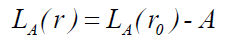 L_A(r) = L_A(r_0) - A